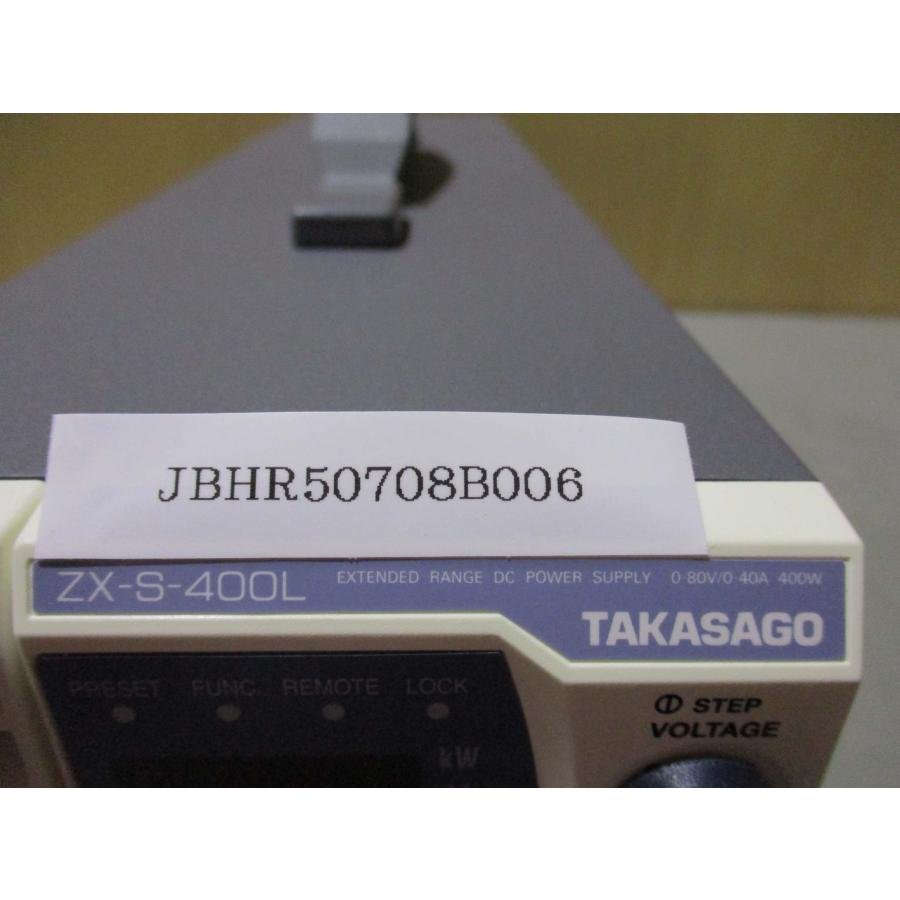 JBHR50708B006
ZX-S-400L EXTENDED RANGE DC POWER SUPPLY 0-80V/0-40A 400W
TAKASAGO
PRESET FUNC REMOTE LOCK
STEP
VOLTAGE
kW